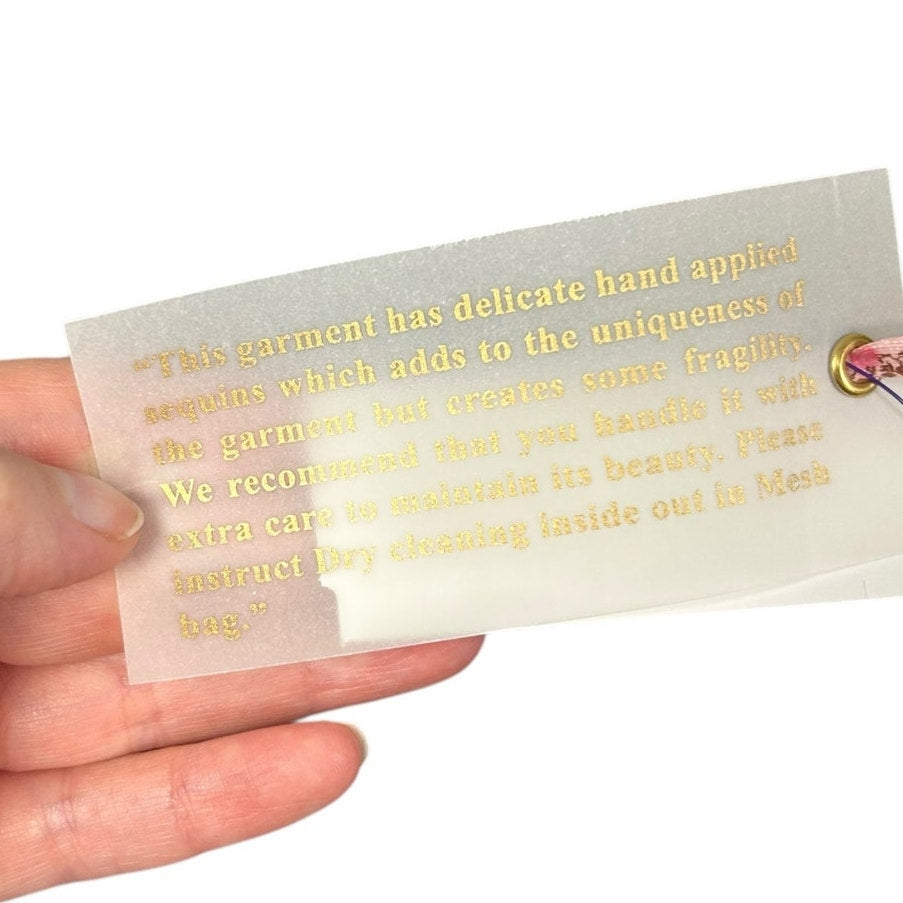 “This garment has delicate hand applied
sequins which adds to the uniqueness of
the garment but creates some fragility.
We recommend that you handle it with
extra care to maintain its beauty. Please
instruct Dry cleaning inside out in Mesh
bag.”